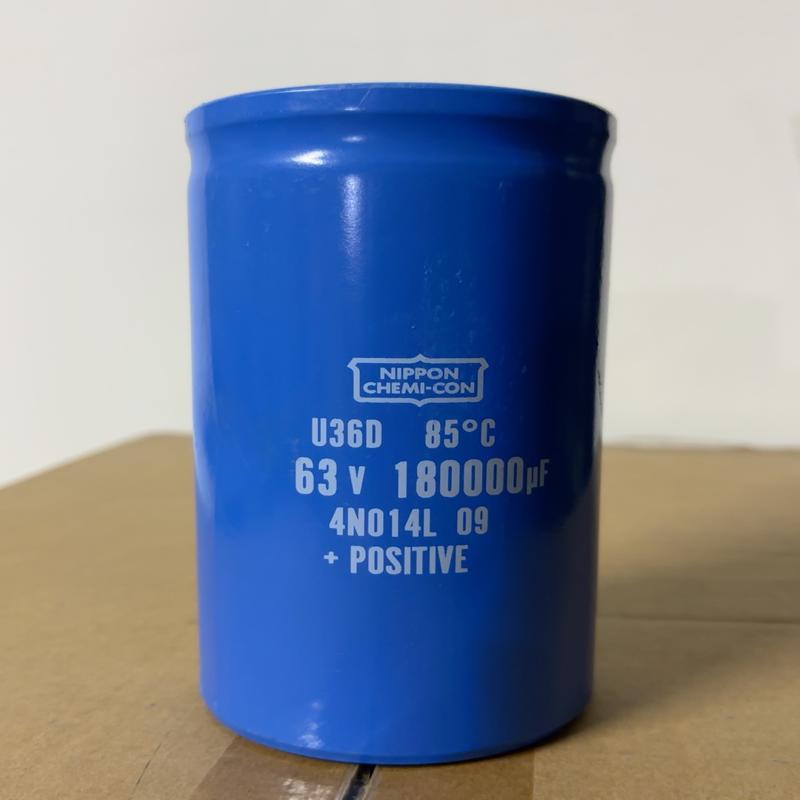 NIPPON
CHEMI-CON
U36D 85°C
63 V 180000µF
4N014L 09
+ POSITIVE